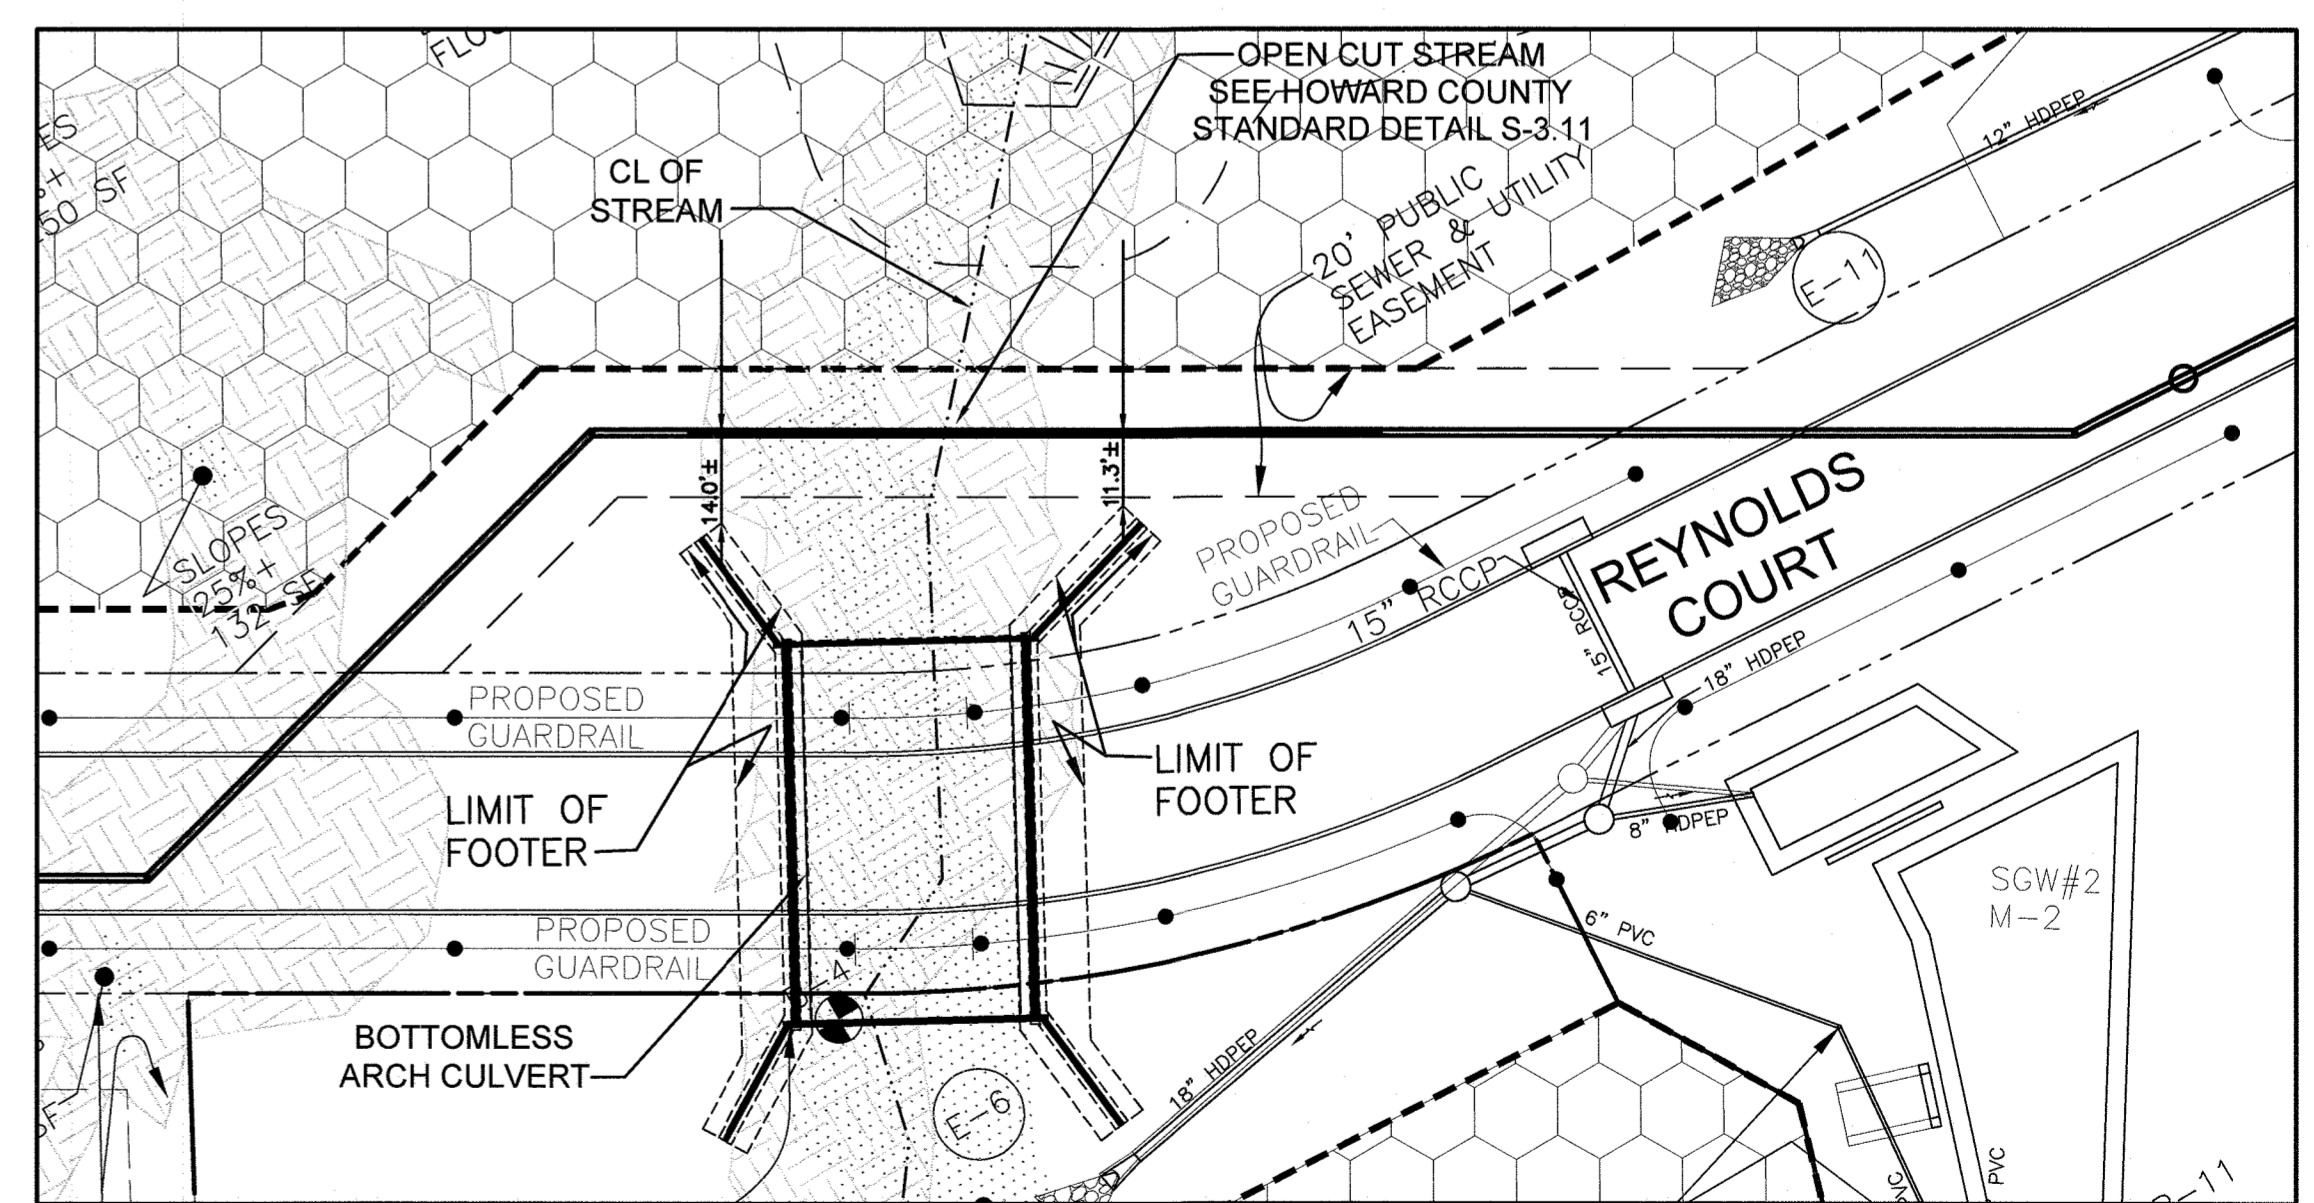 OPEN CUT STREAM
SEE HOWARD COUNTY
STANDARD DETAIL S-3.11
CL OF
STREAM
50 SF
20' PUBLIC
SEWER & UTILITY
EASEMENT
12" HDPEP
E-11
14.0'±
11.3'±
SLOPES
25%+
132 SF
PROPOSED
GUARDRAIL
15" RCCP
15" RCCP
REYNOLDS
COURT
18" HDPEP
PROPOSED
GUARDRAIL
LIMIT OF
FOOTER
LIMIT OF
FOOTER
8" HDPEP
SGW#2
M-2
6" PVC
PROPOSED
GUARDRAIL
BOTTOMLESS
ARCH CULVERT
E-6
18" HDPEP
PVC